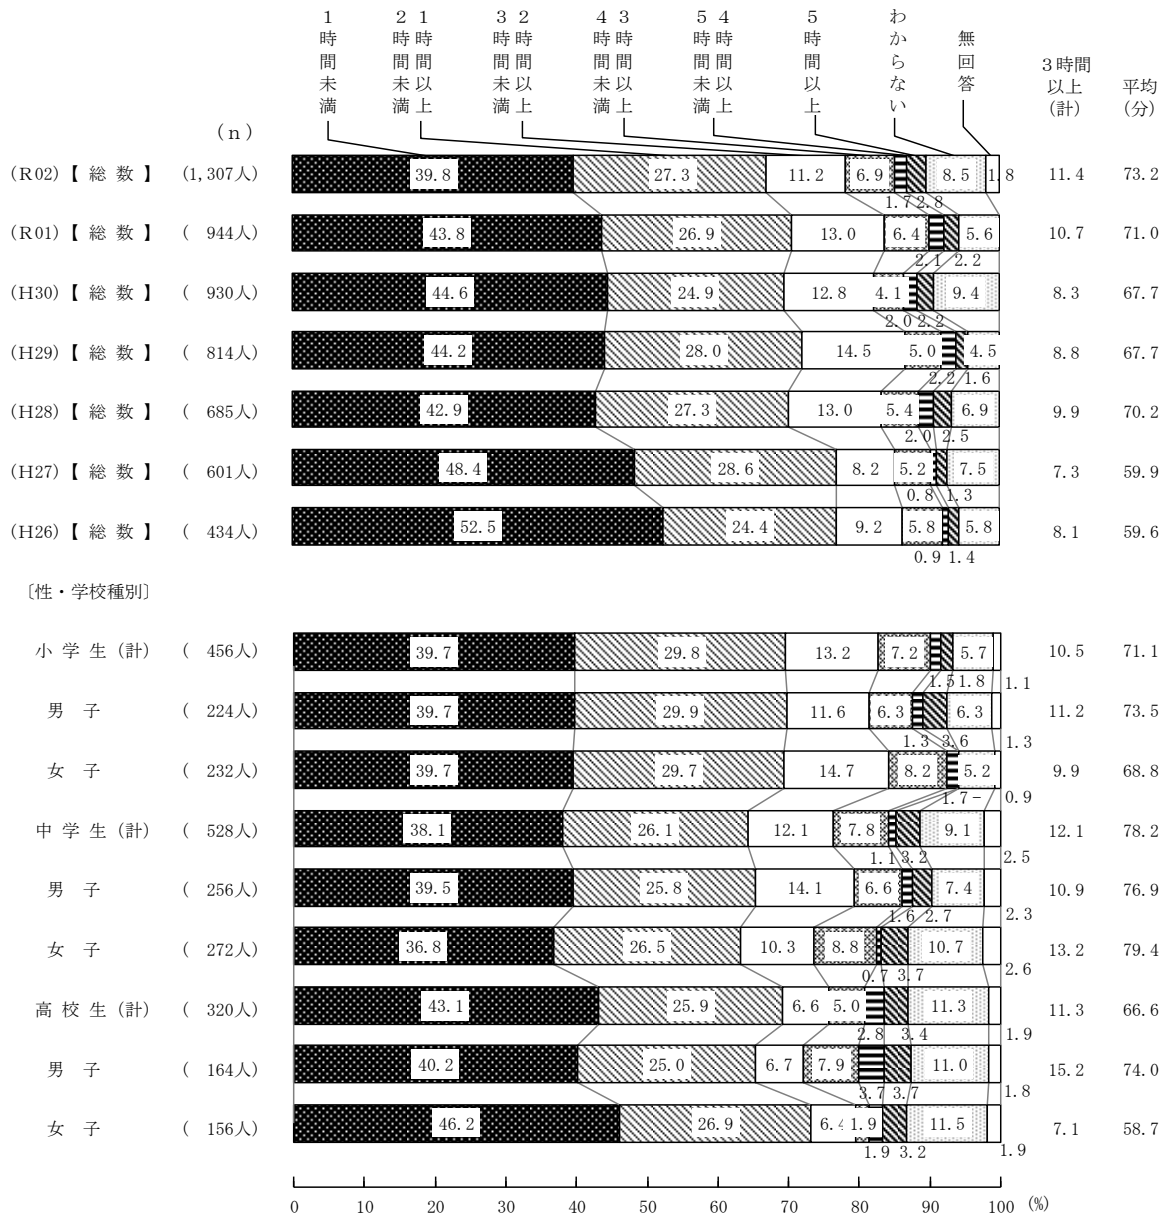 1時間未満
1時間以上2時間未満
2時間以上3時間未満
3時間以上4時間未満
4時間以上5時間未満
5時間以上
わからない
無回答
3時間以上(計)
平均(分)
(n)
(R02)【 総 数 】 (1,307人) 39.8 27.3 11.2 6.9 8.5 1.8 11.4 73.2
1.7 2.8
(R01)【 総 数 】 ( 944人) 43.8 26.9 13.0 6.4 5.6 10.7 71.0
2.1 2.2
(H30)【 総 数 】 ( 930人) 44.6 24.9 12.8 4.1 9.4 8.3 67.7
2.0 2.2
(H29)【 総 数 】 ( 814人) 44.2 28.0 14.5 5.0 4.5 8.8 67.7
2.2 1.6
(H28)【 総 数 】 ( 685人) 42.9 27.3 13.0 5.4 6.9 9.9 70.2
2.0 2.5
(H27)【 総 数 】 ( 601人) 48.4 28.6 8.2 5.2 7.5 7.3 59.9
0.8 1.3
(H26)【 総 数 】 ( 434人) 52.5 24.4 9.2 5.8 5.8 8.1 59.6
0.9 1.4
〔性・学校種別〕
小 学 生 (計) ( 456人) 39.7 29.8 13.2 7.2 5.7 10.5 71.1
1.5 1.8 1.1
男 子 ( 224人) 39.7 29.9 11.6 6.3 6.3 11.2 73.5
1.3 3.6 1.3
女 子 ( 232人) 39.7 29.7 14.7 8.2 5.2 9.9 68.8
1.7 - 0.9
中 学 生 (計) ( 528人) 38.1 26.1 12.1 7.8 9.1 12.1 78.2
1.1 3.2 2.5
男 子 ( 256人) 39.5 25.8 14.1 6.6 7.4 10.9 76.9
1.6 2.7 2.3
女 子 ( 272人) 36.8 26.5 10.3 8.8 10.7 13.2 79.4
0.7 3.7 2.6
高 校 生 (計) ( 320人) 43.1 25.9 6.6 5.0 11.3 11.3 66.6
2.8 3.4 1.9
男 子 ( 164人) 40.2 25.0 6.7 7.9 11.0 15.2 74.0
3.7 3.7 1.8
女 子 ( 156人) 46.2 26.9 6.4 1.9 11.5 7.1 58.7
1.9 3.2 1.9
0 10 20 30 40 50 60 70 80 90 100 (%)